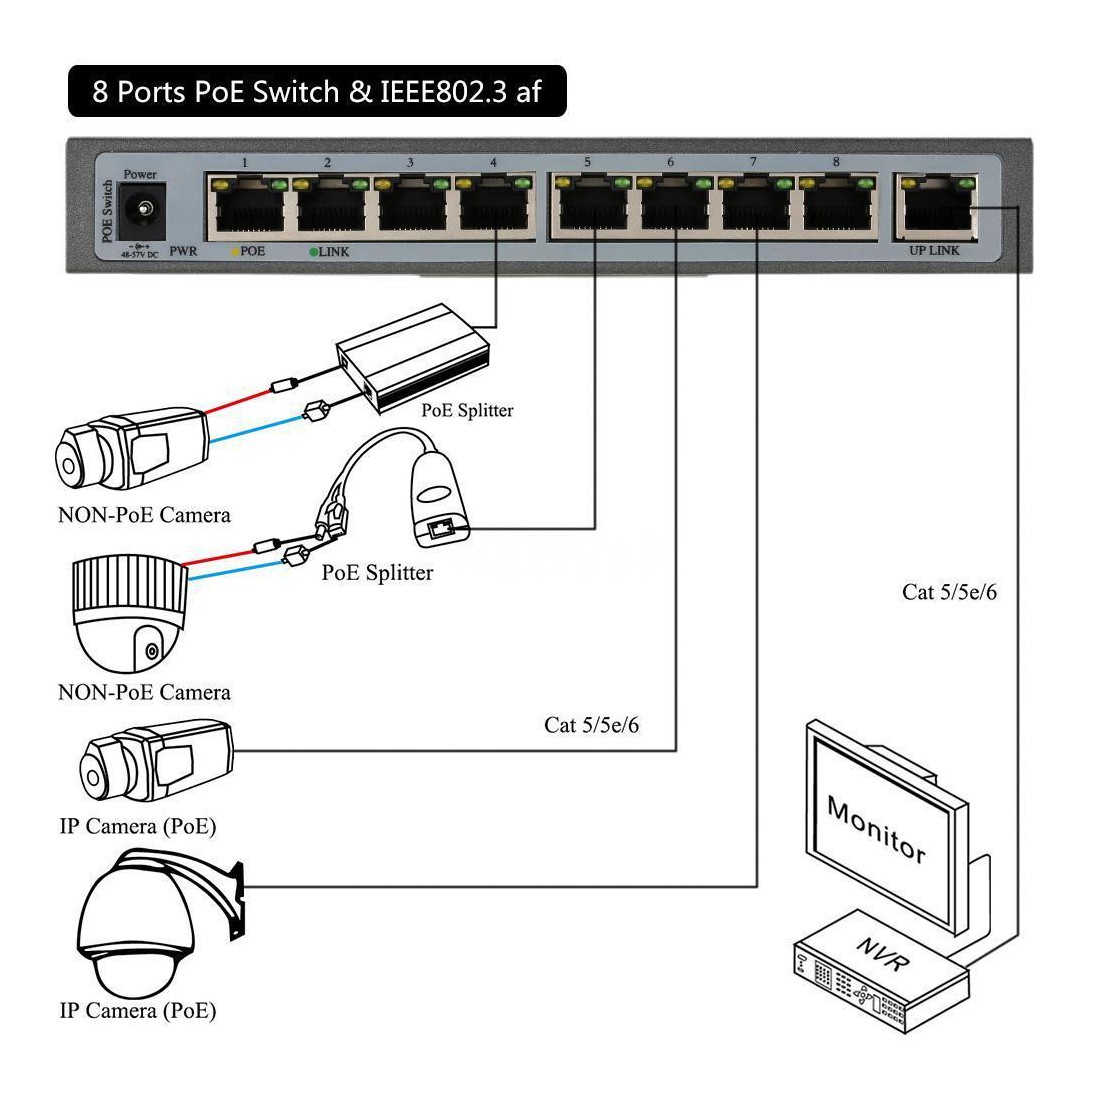 8 Ports PoE Switch & IEEE802.3 af
1 2 3 4 5 6 7 8
Power
POE Switch
48-57V DC
PWR
POE
LINK
UP LINK
PoE Splitter
NON-PoE Camera
PoE Splitter
Cat 5/5e/6
NON-PoE Camera
Cat 5/5e/6
IP Camera (PoE)
Monitor
NVR
IP Camera (PoE)